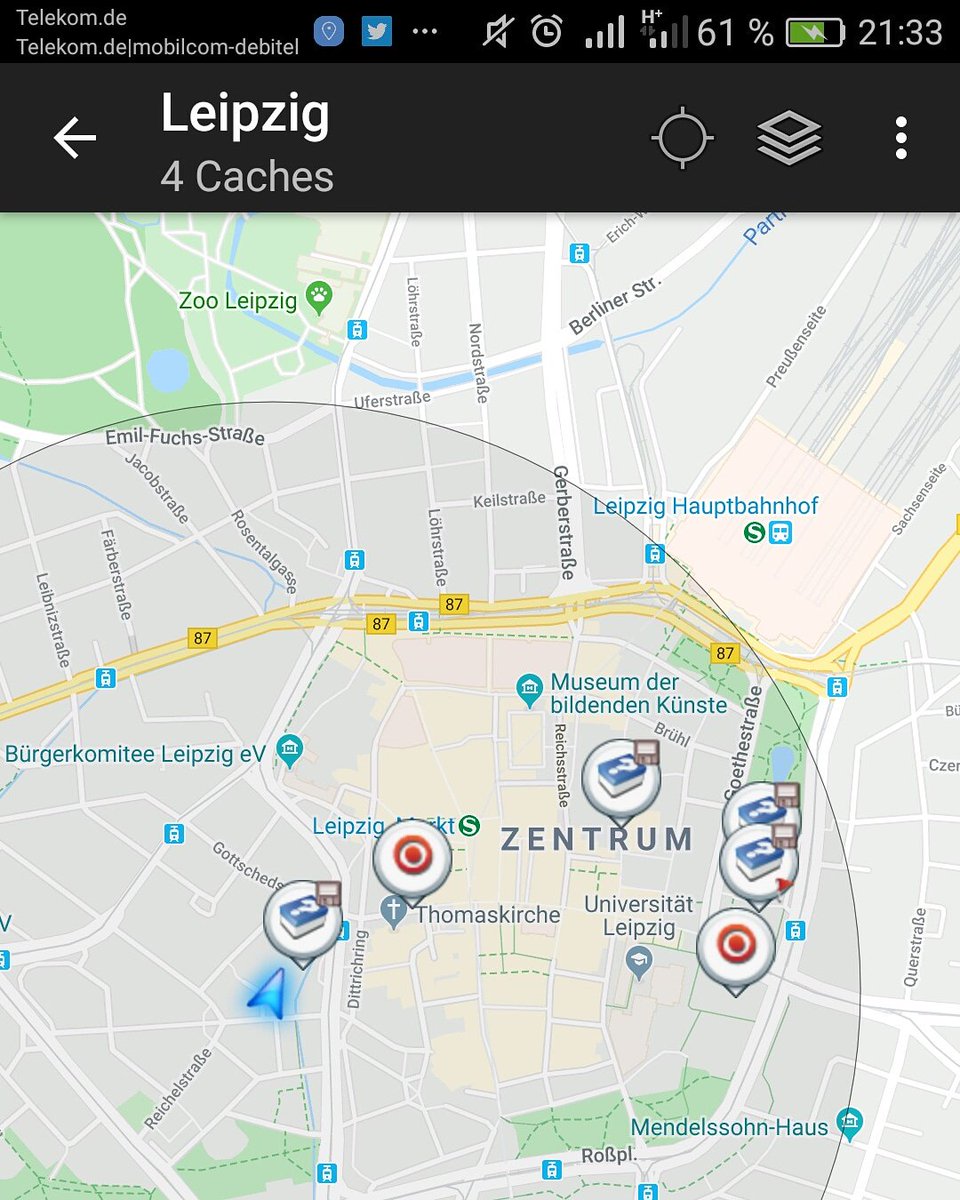 Telekom.de
Telekom.de|mobilcom-debitel
H+
61 %
21:33
Leipzig
4 Caches
Erich-W
Parth
Zoo Leipzig
Löhrstraße
Nordstraße
Berliner Str.
Preußenseite
Uferstraße
Emil-Fuchs-Straße
Jacobstraße
Keilstraße
Gerberstraße
Leipzig Hauptbahnhof
S
Sachsenseite
Rosentalgasse
Löhrstraße
Färberstraße
Leibnizstraße
87
87
87
87
Museum der
bildenden Künste
Goethestraße
Bü
Reichsstraße
Brühl
Bürgerkomitee Leipzig eV
Czer
Leipzig, Markt
S
ZENTRUM
Gottscheds
Thomaskirche
Universität
Leipzig
V
Dittrichring
Querstraße
Reichelstraße
Mendelssohn-Haus
Roßpl.